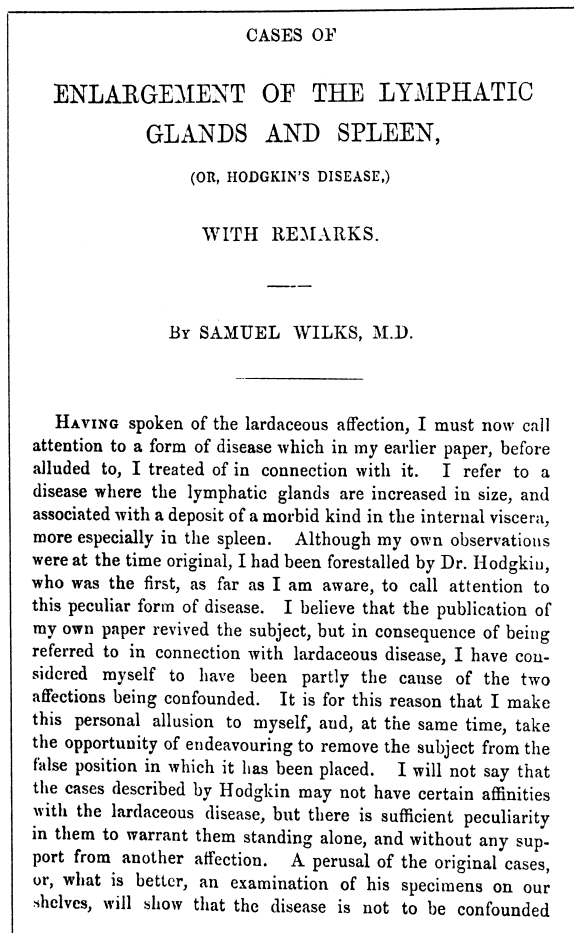 CASES OF
ENLARGEMENT OF THE LYMPHATIC
GLANDS AND SPLEEN,
(OR, HODGKIN'S DISEASE,)
WITH REMARKS.
By SAMUEL WILKS, M.D.
Having spoken of the lardaceous affection, I must now call
attention to a form of disease which in my earlier paper, before
alluded to, I treated of in connection with it. I refer to a
disease where the lymphatic glands are increased in size, and
associated with a deposit of a morbid kind in the internal viscera,
more especially in the spleen. Although my own observations
were at the time original, I had been forestalled by Dr. Hodgkin,
who was the first, as far as I am aware, to call attention to
this peculiar form of disease. I believe that the publication of
my own paper revived the subject, but in consequence of being
referred to in connection with lardaceous disease, I have con-
sidered myself to have been partly the cause of the two
affections being confounded. It is for this reason that I make
this personal allusion to myself, and, at the same time, take
the opportunity of endeavouring to remove the subject from the
false position in which it has been placed. I will not say that
the cases described by Hodgkin may not have certain affinities
with the lardaceous disease, but there is sufficient peculiarity
in them to warrant them standing alone, and without any sup-
port from another affection. A perusal of the original cases,
or, what is better, an examination of his specimens on our
shelves, will show that the disease is not to be confounded